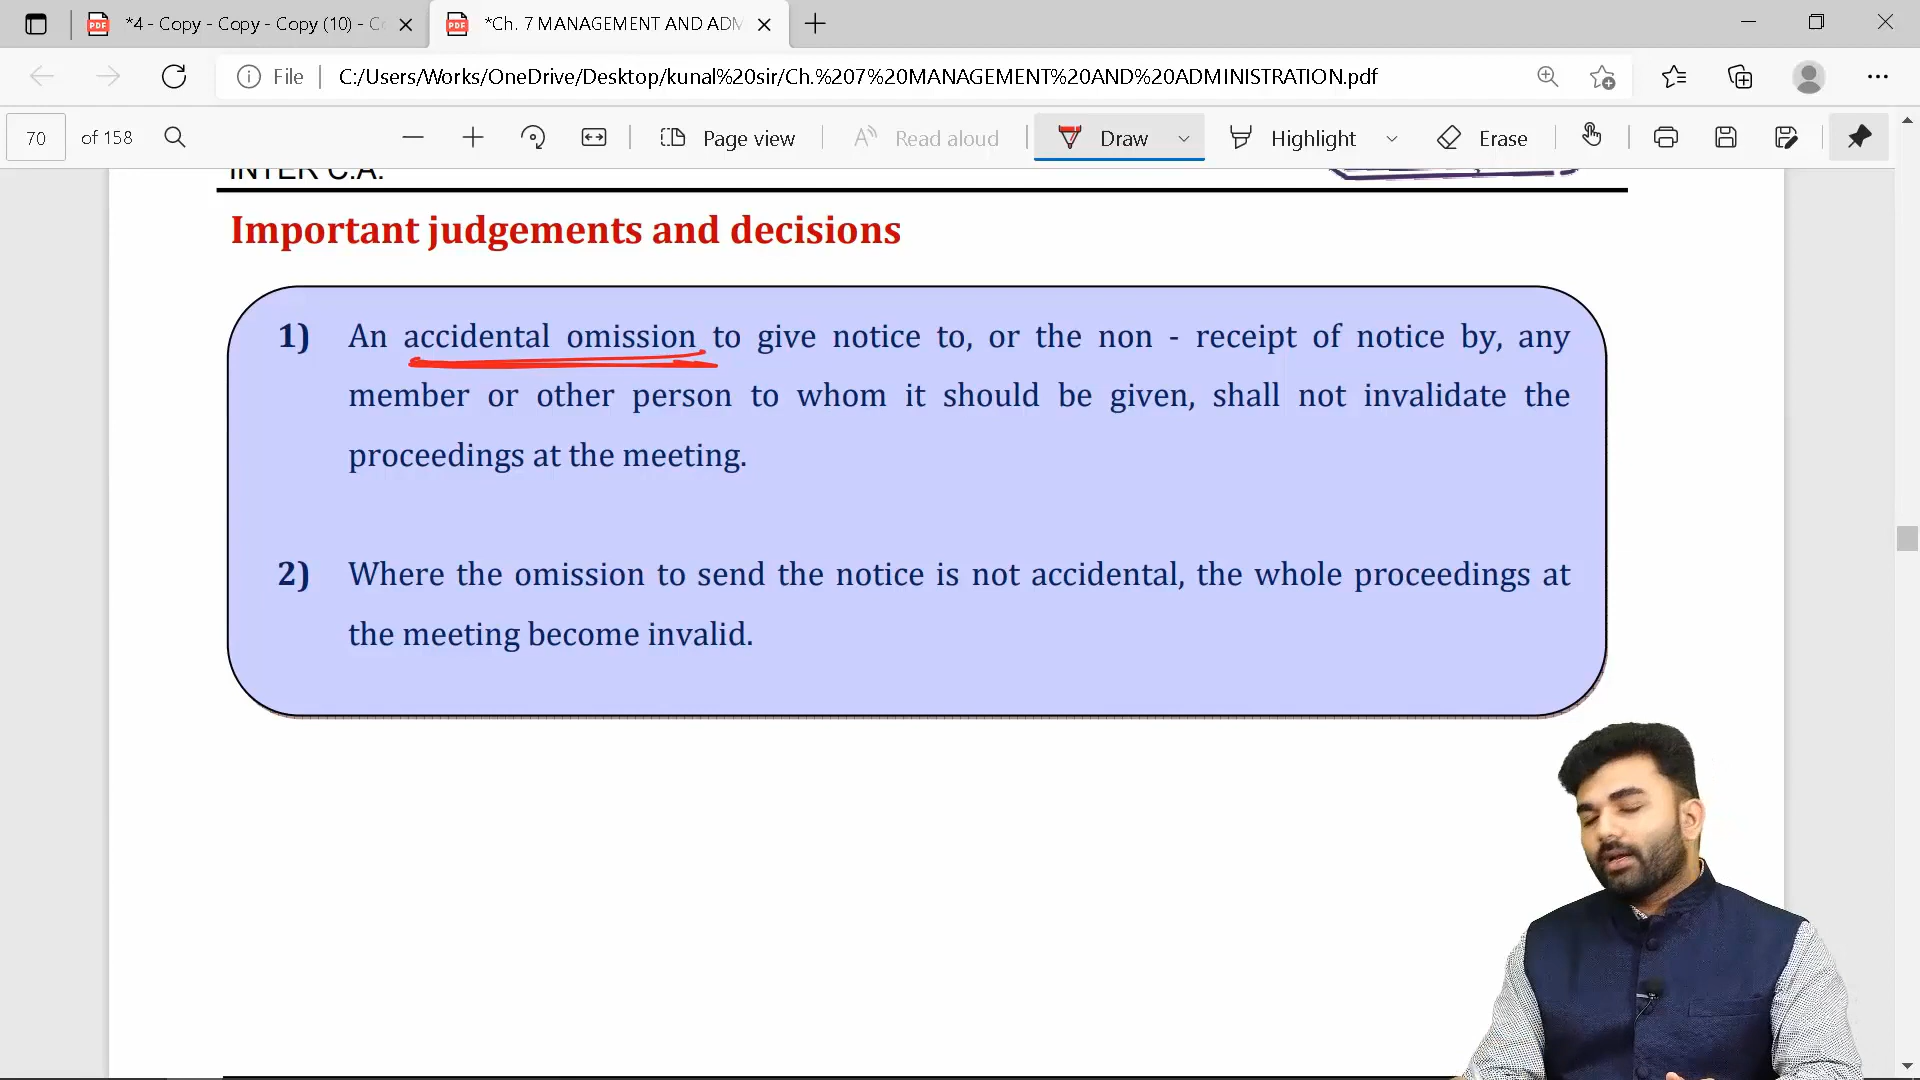 *4 - Copy - Copy - Copy (10) - C
*Ch. 7 MANAGEMENT AND ADM
File
C:/Users/Works/OneDrive/Desktop/kunal%20sir/Ch.%207%20MANAGEMENT%20AND%20ADMINISTRATION.pdf
70 of 158
Page view
Read aloud
Draw
Highlight
Erase
INTER C.A.
Important judgements and decisions
1) An accidental omission to give notice to, or the non - receipt of notice by, any
member or other person to whom it should be given, shall not invalidate the
proceedings at the meeting.
2) Where the omission to send the notice is not accidental, the whole proceedings at
the meeting become invalid.